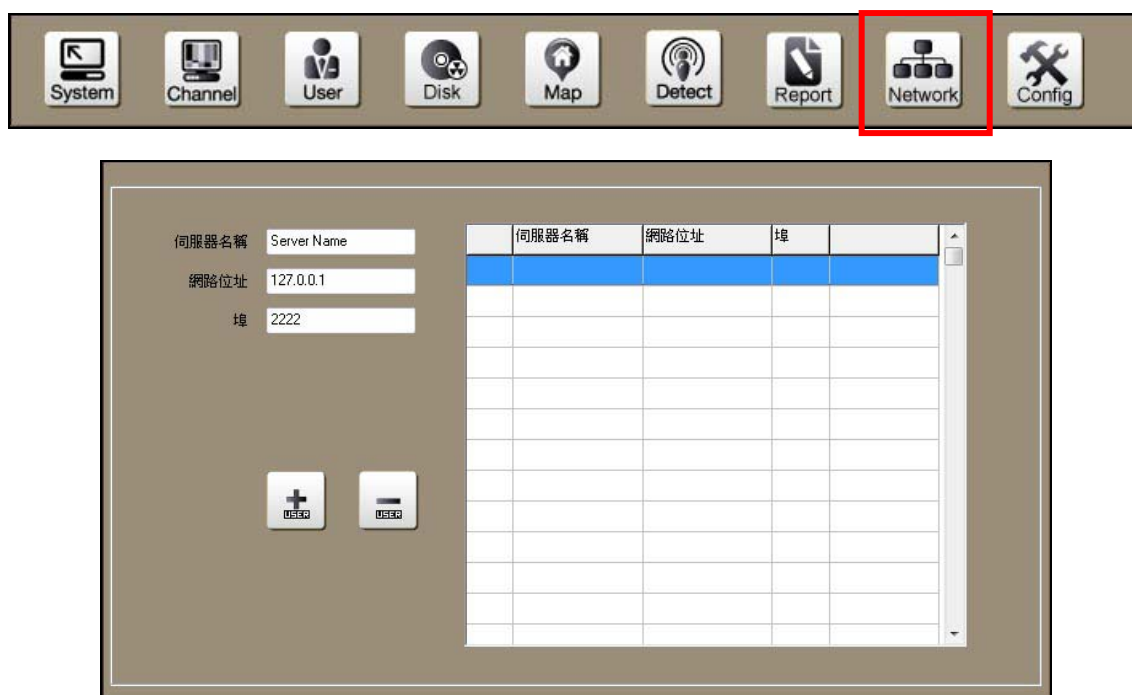 System Channel User Disk Map Detect Report Network Config
伺服器名稱 Server Name
網路位址 127.0.0.1
埠 2222
USER USER
伺服器名稱 網路位址 埠